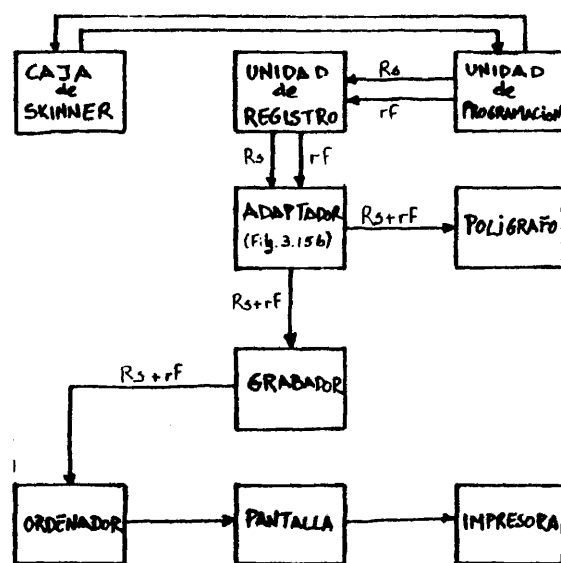 CAJA
de
SKINNER
UNIDAD
de
REGISTRO
Rs
rF
UNIDAD
de
PROGRAMACION
Rs
rF
ADAPTADOR
(Fig. 3.15b)
Rs+rF
POLIGRAFO
Rs+rF
GRABADOR
Rs+rF
ORDENADOR
PANTALLA
IMPRESORA